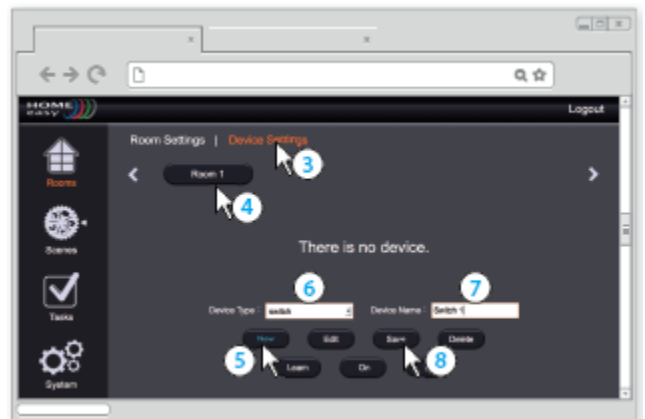 x x
HOME Logout
easy
Room Settings | Device Settings
3
Rooms
Room 1
4
Scenes
There is no device.
6 7
Device Type : switch Device Name : Switch 1
Tasks
New Edit Save Delete
5 8
Learn On
System